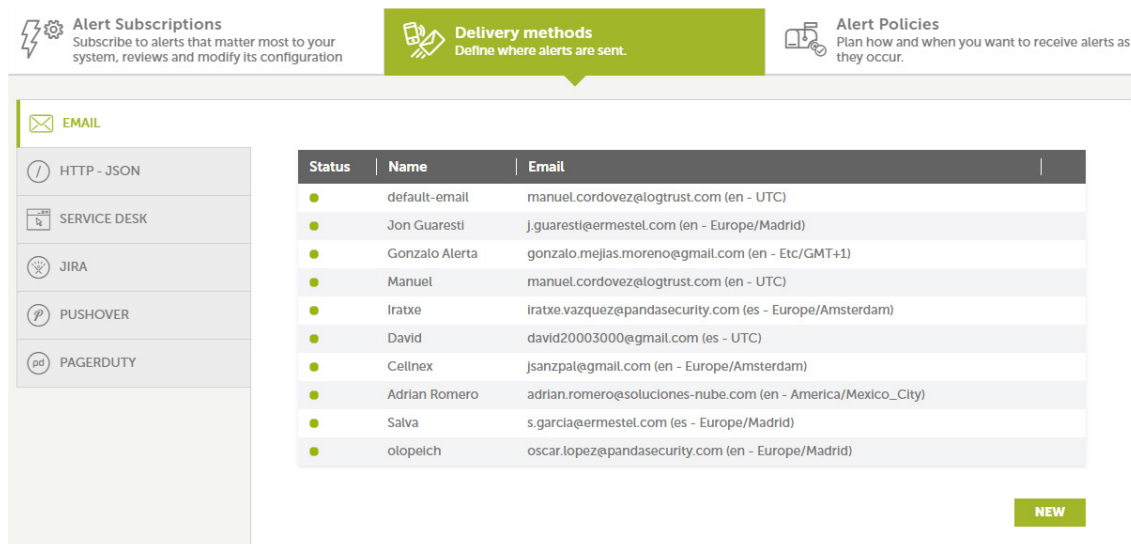 Alert Subscriptions
Subscribe to alerts that matter most to your
system, reviews and modify its configuration
Delivery methods
Define where alerts are sent.
Alert Policies
Plan how and when you want to receive alerts as
they occur.
EMAIL
HTTP - JSON
SERVICE DESK
JIRA
PUSHOVER
pd PAGERDUTY
Status Name Email
default-email manuel.cordovez@logtrust.com (en - UTC)
Jon Guaresti j.guaresti@ermestel.com (en - Europe/Madrid)
Gonzalo Alerta gonzalo.mejias.moreno@gmail.com (en - Etc/GMT+1)
Manuel manuel.cordovez@logtrust.com (en - UTC)
Iratxe iratxe.vazquez@pandasecurity.com (es - Europe/Amsterdam)
David david20003000@gmail.com (es - UTC)
Cellnex jsanzpal@gmail.com (en - Europe/Amsterdam)
Adrian Romero adrian.romero@soluciones-nube.com (en - America/Mexico_City)
Salva s.garcia@ermestel.com (es - Europe/Madrid)
olopeich oscar.lopez@pandasecurity.com (en - Europe/Madrid)
NEW